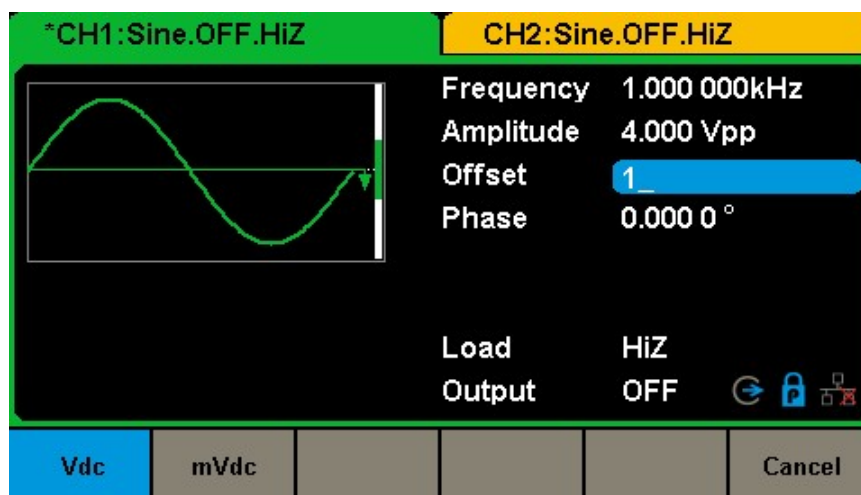 *CH1:Sine.OFF.HiZ
CH2:Sine.OFF.HiZ
Frequency 1.000 000kHz
Amplitude 4.000 Vpp
Offset 1_
Phase 0.000 0 °
Load HiZ
Output OFF P
Vdc mVdc Cancel